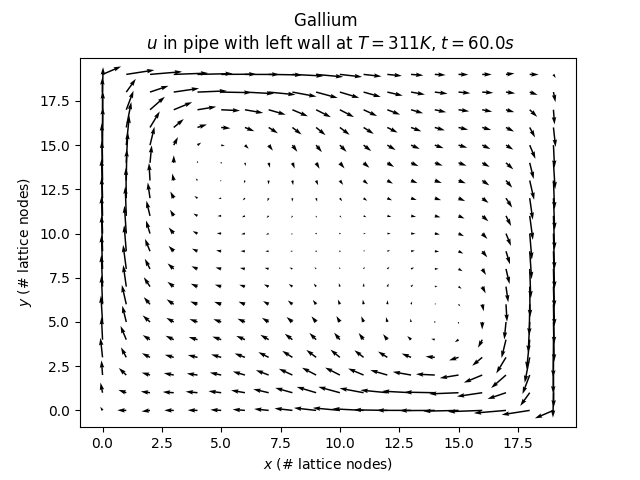 Gallium
u in pipe with left wall at T = 311K, t = 60.0s
17.5
15.0
12.5
10.0
7.5
5.0
2.5
0.0
y (# lattice nodes)
0.0 2.5 5.0 7.5 10.0 12.5 15.0 17.5
x (# lattice nodes)